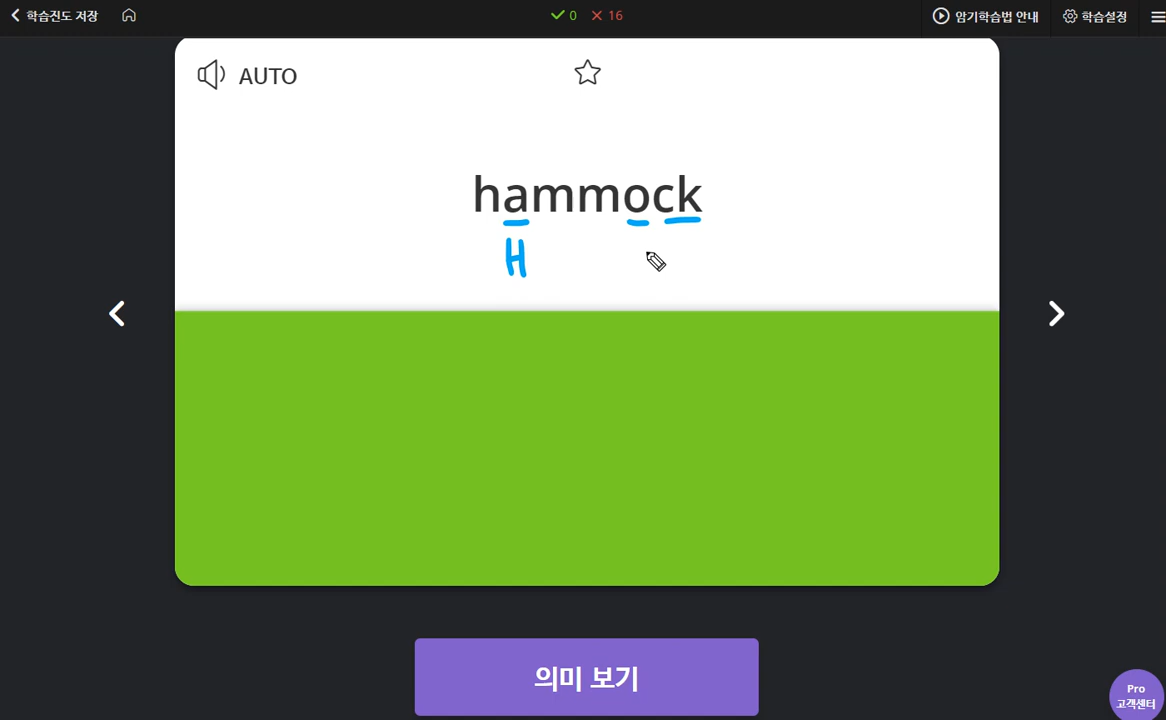 학습진도 저장
0 16
암기학습법 안내
학습설정
AUTO
hammock
H
의미 보기
Pro
고객센터